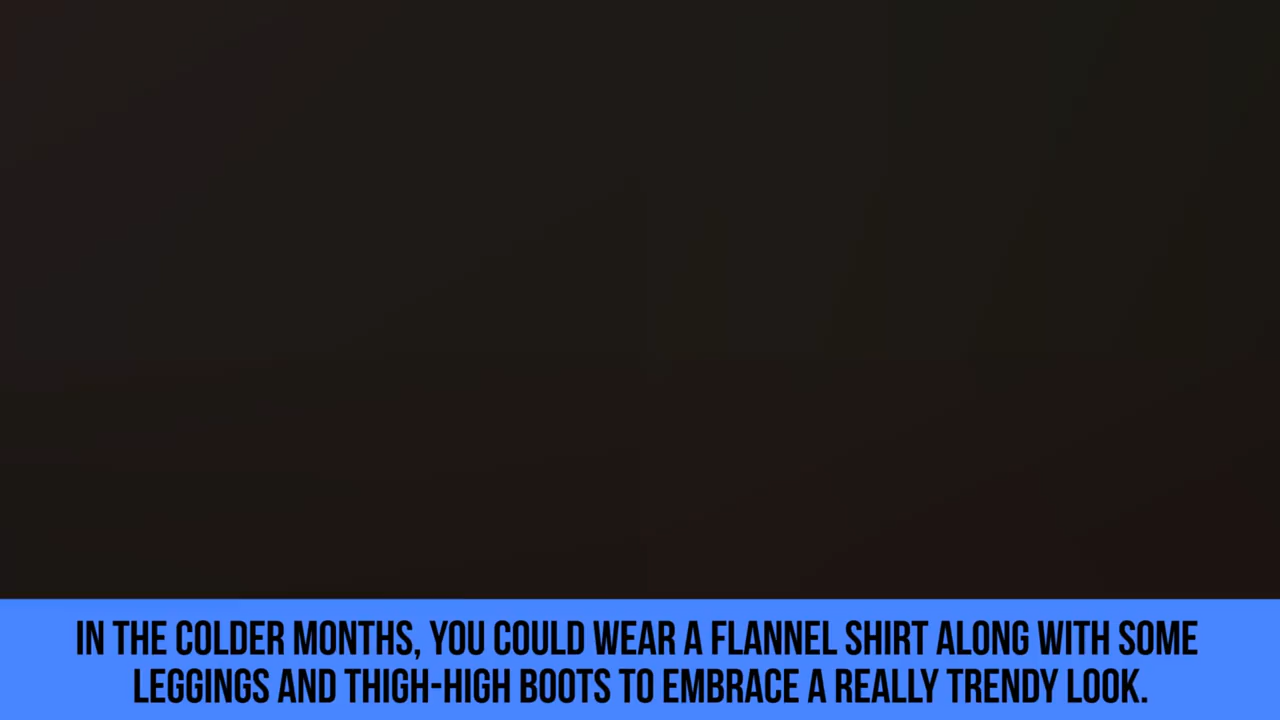 IN THE COLDER MONTHS, YOU COULD WEAR A FLANNEL SHIRT ALONG WITH SOME
LEGGINGS AND THIGH-HIGH BOOTS TO EMBRACE A REALLY TRENDY LOOK.